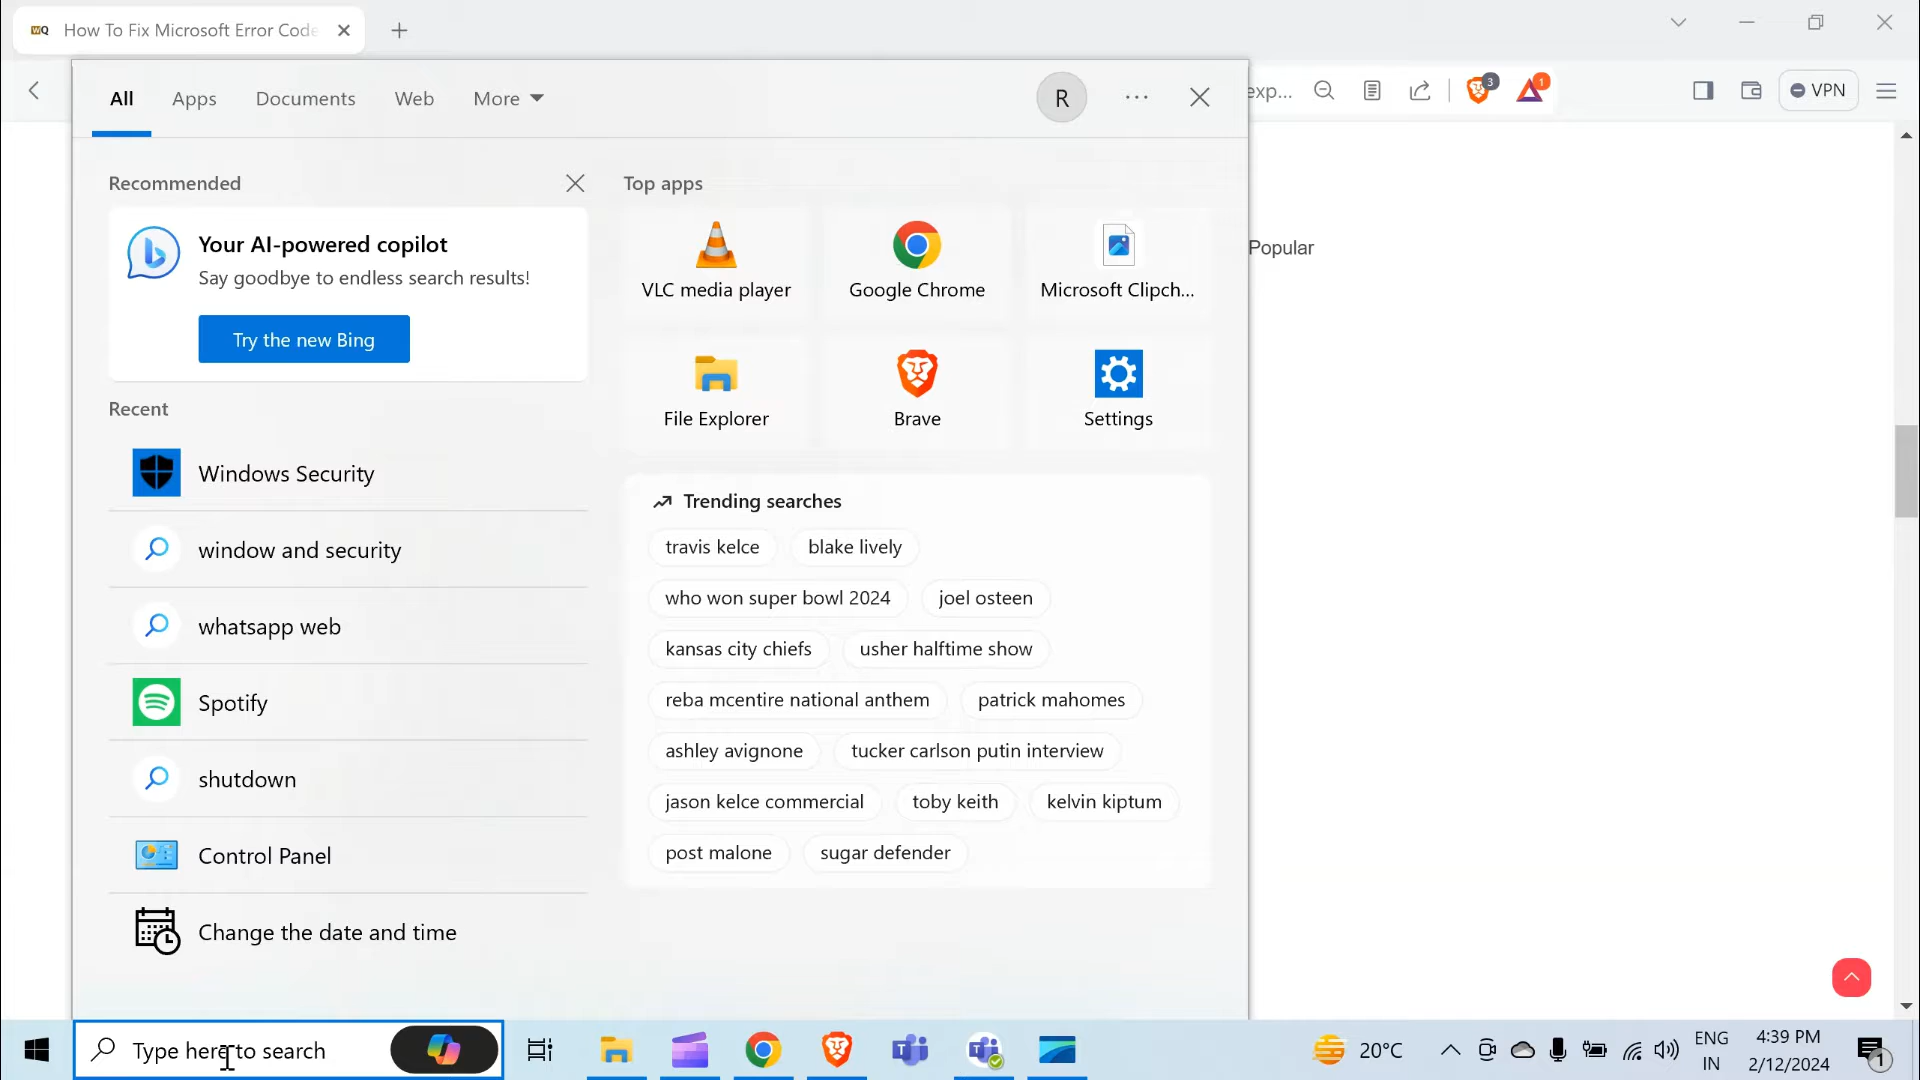 WQ How To Fix Microsoft Error Code
All Apps Documents Web More
R
exp...
3
1
VPN
Recommended
Your AI-powered copilot
Say goodbye to endless search results!
Try the new Bing
Recent
Windows Security
window and security
whatsapp web
Spotify
shutdown
Control Panel
Change the date and time
Top apps
VLC media player Google Chrome Microsoft Clipch...
File Explorer Brave Settings
Trending searches
travis kelce blake lively
who won super bowl 2024 joel osteen
kansas city chiefs usher halftime show
reba mcentire national anthem patrick mahomes
ashley avignone tucker carlson putin interview
jason kelce commercial toby keith kelvin kiptum
post malone sugar defender
Popular
Type here to search
20°C
ENG
IN
4:39 PM
2/12/2024
1